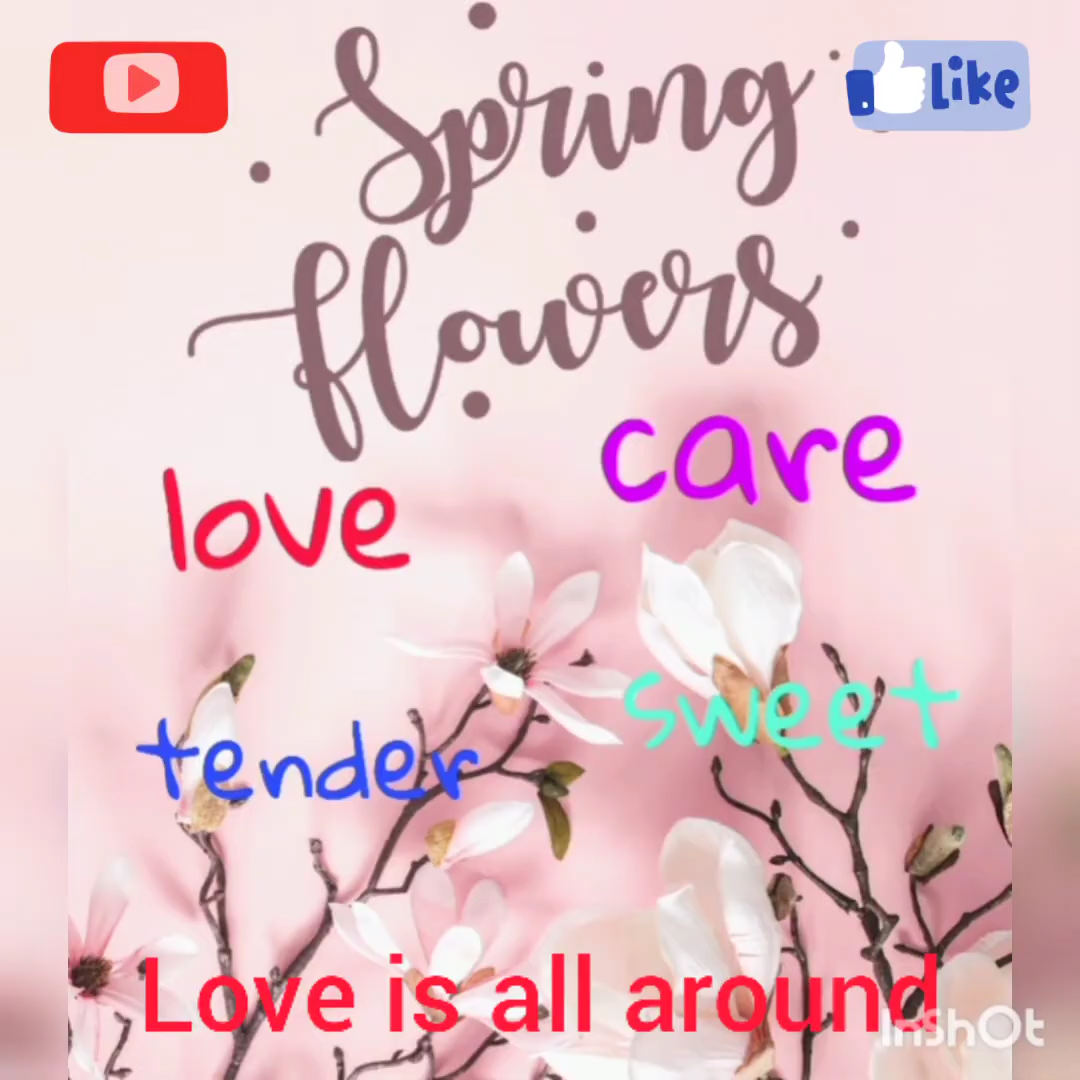 Spring
Like
flowers
care
love
sweet
tender
Love is all around
InShOt